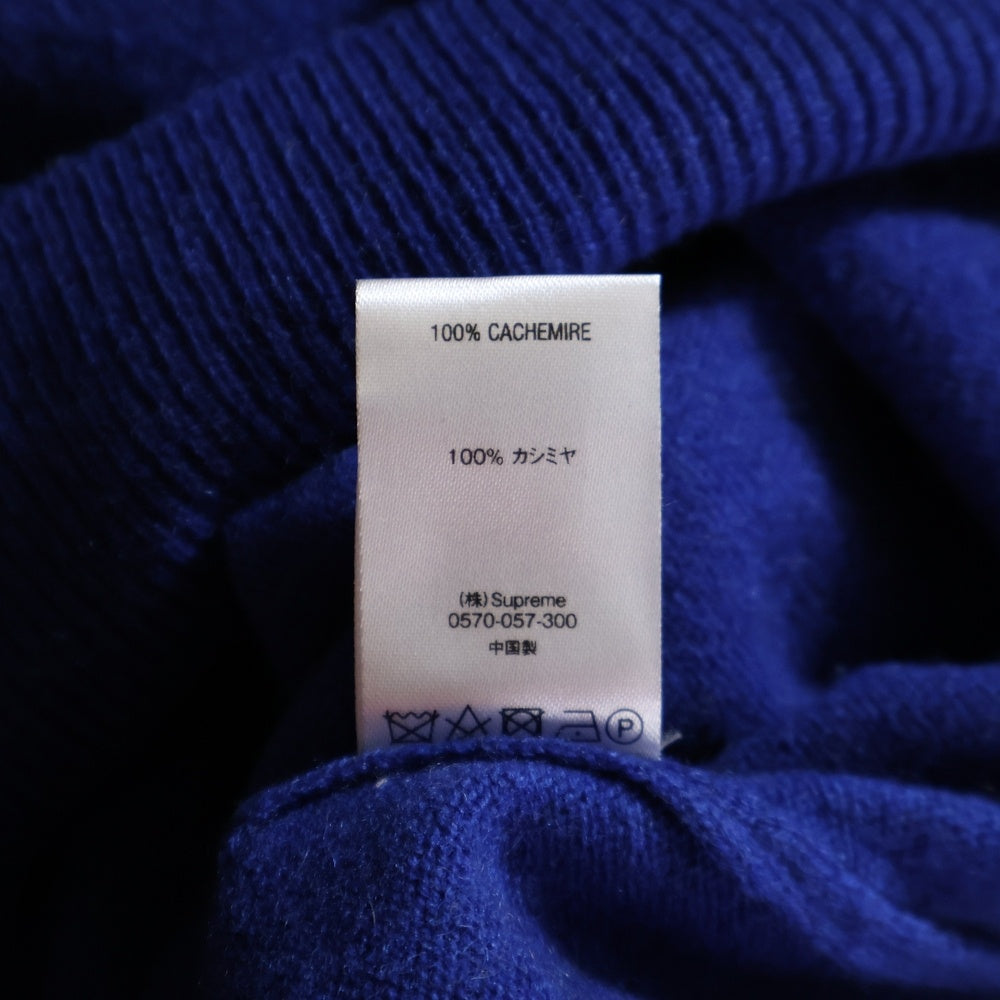 100% CACHEMIRE
100% カシミヤ
(株)Supreme
0570-057-300
中国製
P